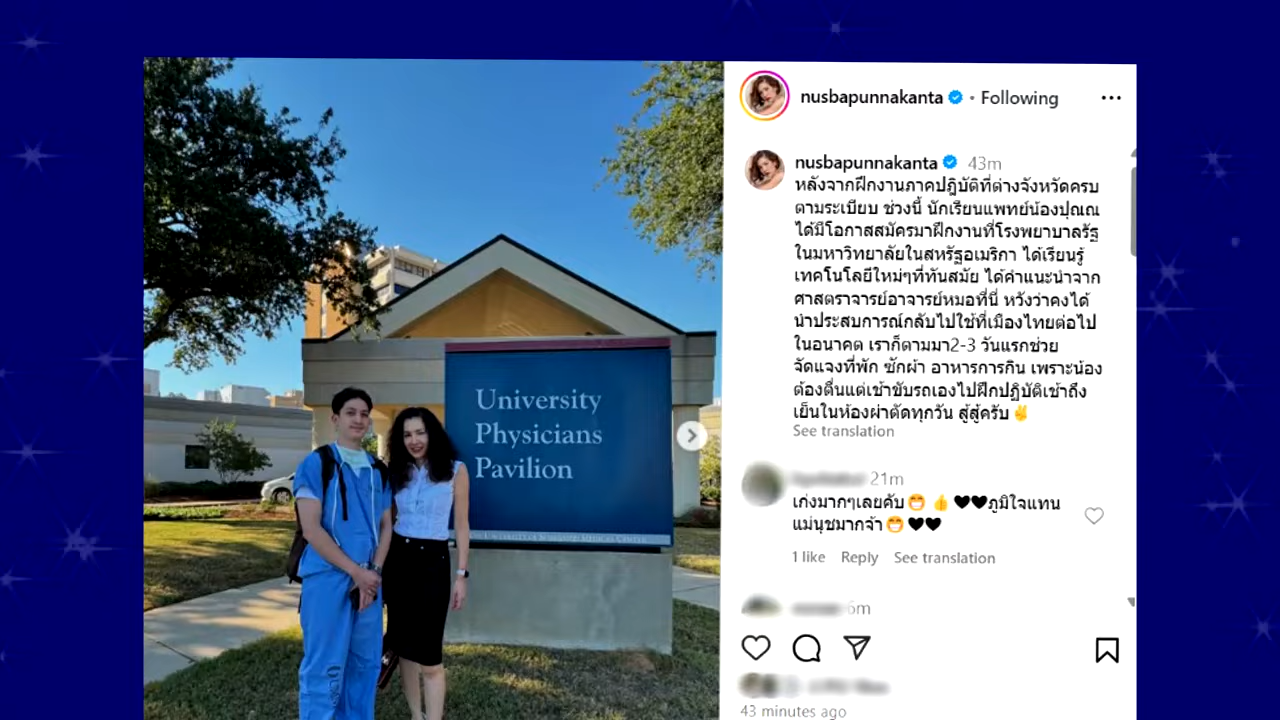 University
Physicians
Pavilion
nusbapunnakanta • Following
nusbapunnakanta 43m
หลังจากฝึกงานภาคปฎิบัติที่ต่างจังหวัดครบ
ตามระเบียบ ช่วงนี้ นักเรียนแพทย์น้องปุณณ
ได้มีโอกาสสมัครมาฝึกงานที่โรงพยาบาลรัฐ
ในมหาวิทยาลัยในสหรัฐอเมริกา ได้เรียนรู้
เทคโนโลยีใหม่ๆที่ทันสมัย ได้คำแนะนำจาก
ศาสตราจารย์อาจารย์หมอที่นี่ หวังว่าคงได้
นำประสบการณ์กลับไปใช้ที่เมืองไทยต่อไป
ในอนาคต เราก็ตามมา2-3 วันแรกช่วย
จัดแจงที่พัก ซักผ้า อาหารการกิน เพราะน้อง
ต้องตื่นแต่เช้าขับรถเองไปฝึกปฏิบัติเช้าถึง
เย็นในห้องผ่าตัดทุกวัน สู้สู้ครับ ✌️
See translation
21m
เก่งมากๆเลยคับ 😁 👍 🖤🖤ภูมิใจแทน
แม่นุชมากจ้า 😁 🖤🖤
1 like Reply See translation
6m
43 minutes ago